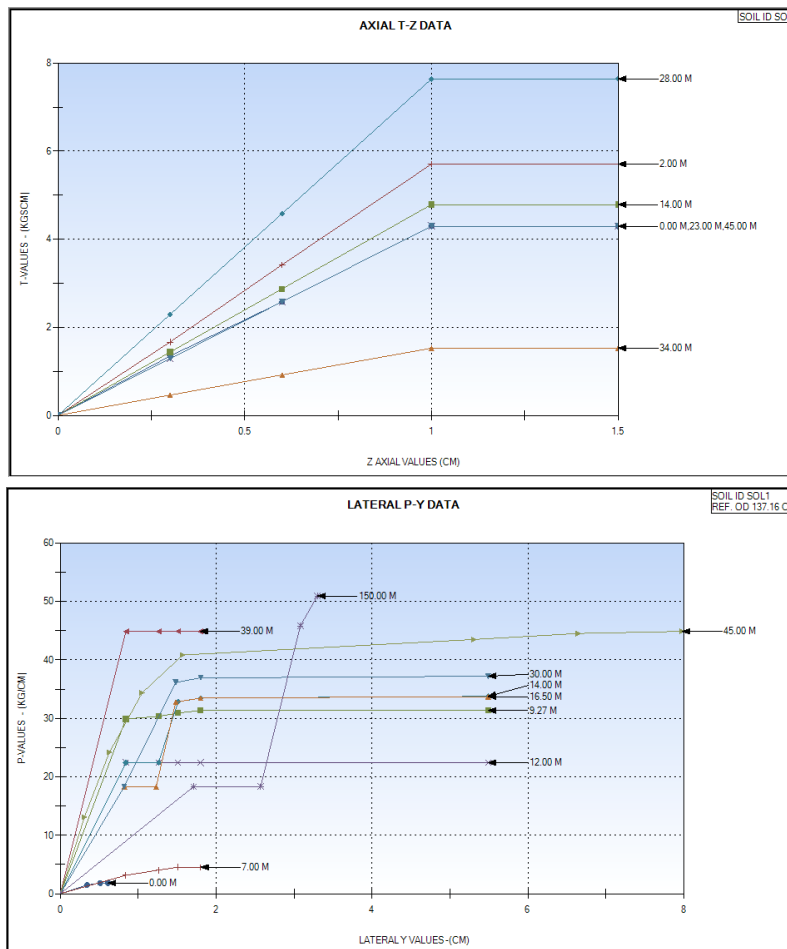 AXIAL T-Z DATA
SOIL ID SO
8
6
4
2
0
T-VALUES - (KGSCM|
28.00 M
2.00 M
14.00 M
0.00 M,23.00 M,45.00 M
34.00 M
0
0.5
1
1.5
Z AXIAL VALUES (CM)
LATERAL P-Y DATA
SOIL ID SOL1
REF. OD 137.16 C
60
50
40
30
20
10
0
P-VALUES - (KG\CM|
150.00 M
39.00 M
45.00 M
30.00 M
14.00 M
16.50 M
9.27 M
12.00 M
7.00 M
0.00 M
0
2
4
6
8
LATERAL Y VALUES-(CM)